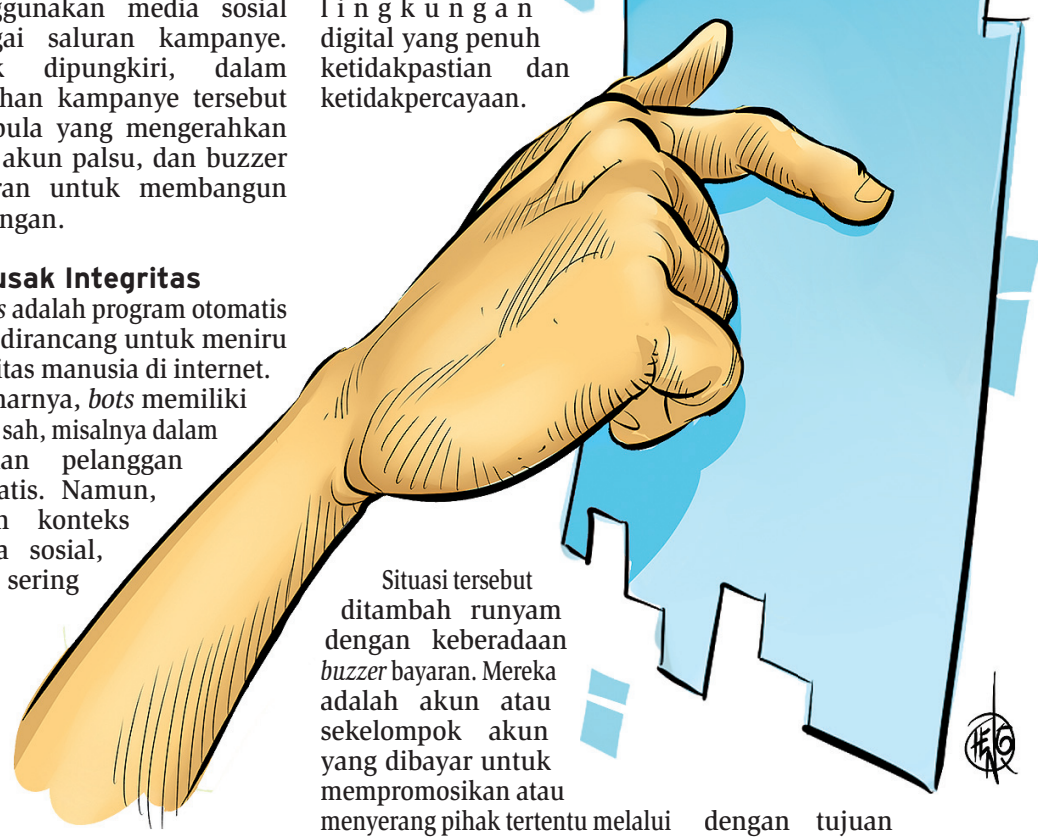 ggunakan media sosial
gai saluran kampanye.
k dipungkiri, dalam
han kampanye tersebut
pula yang mengerahkan
akun palsu, dan buzzer
ran untuk membangun
ngan.
usak Integritas
s adalah program otomatis
dirancang untuk meniru
itas manusia di internet.
narnya, bots memiliki
sah, misalnya dalam
an pelanggan
atis. Namun,
n konteks
a sosial,
sering
lingkungan
digital yang penuh
ketidakpastian dan
ketidakpercayaan.
Situasi tersebut
ditambah runyam
dengan keberadaan
buzzer bayaran. Mereka
adalah akun atau
sekelompok akun
yang dibayar untuk
mempromosikan atau
menyerang pihak tertentu melalui
dengan tujuan